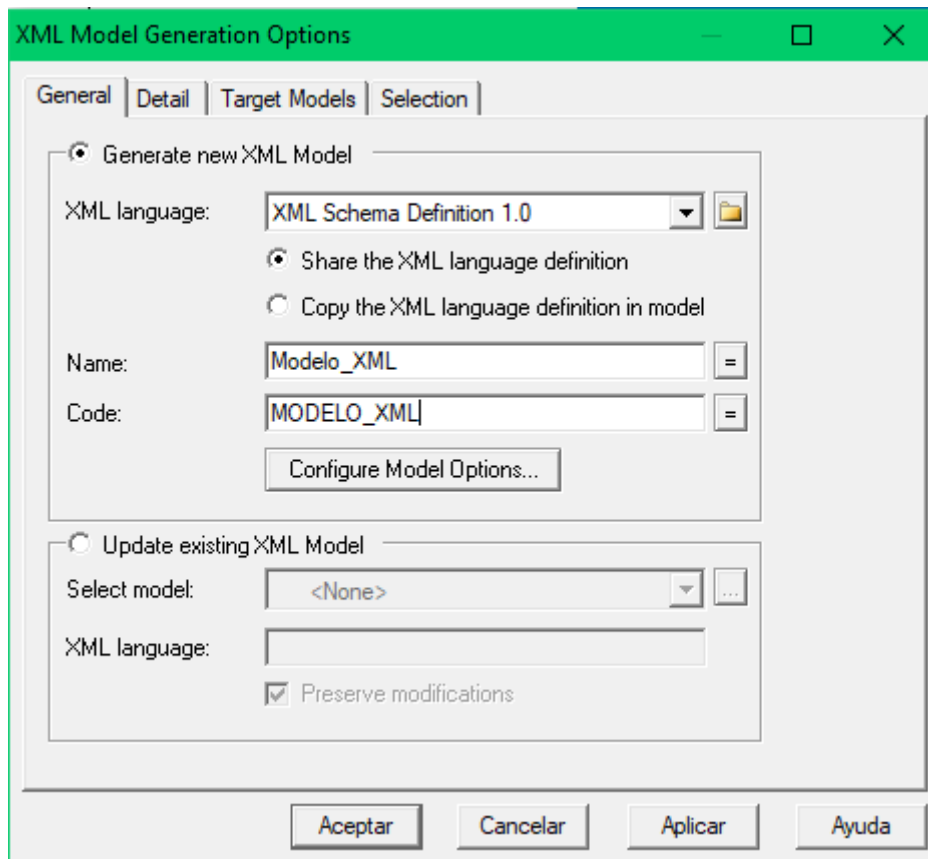 XML Model Generation Options
General Detail Target Models Selection
Generate new XML Model
XML language: XML Schema Definition 1.0
Share the XML language definition
Copy the XML language definition in model
Name: Modelo_XML =
Code: MODELO_XML =
Configure Model Options...
Update existing XML Model
Select model: <None> ...
XML language:
Preserve modifications
Aceptar Cancelar Aplicar Ayuda